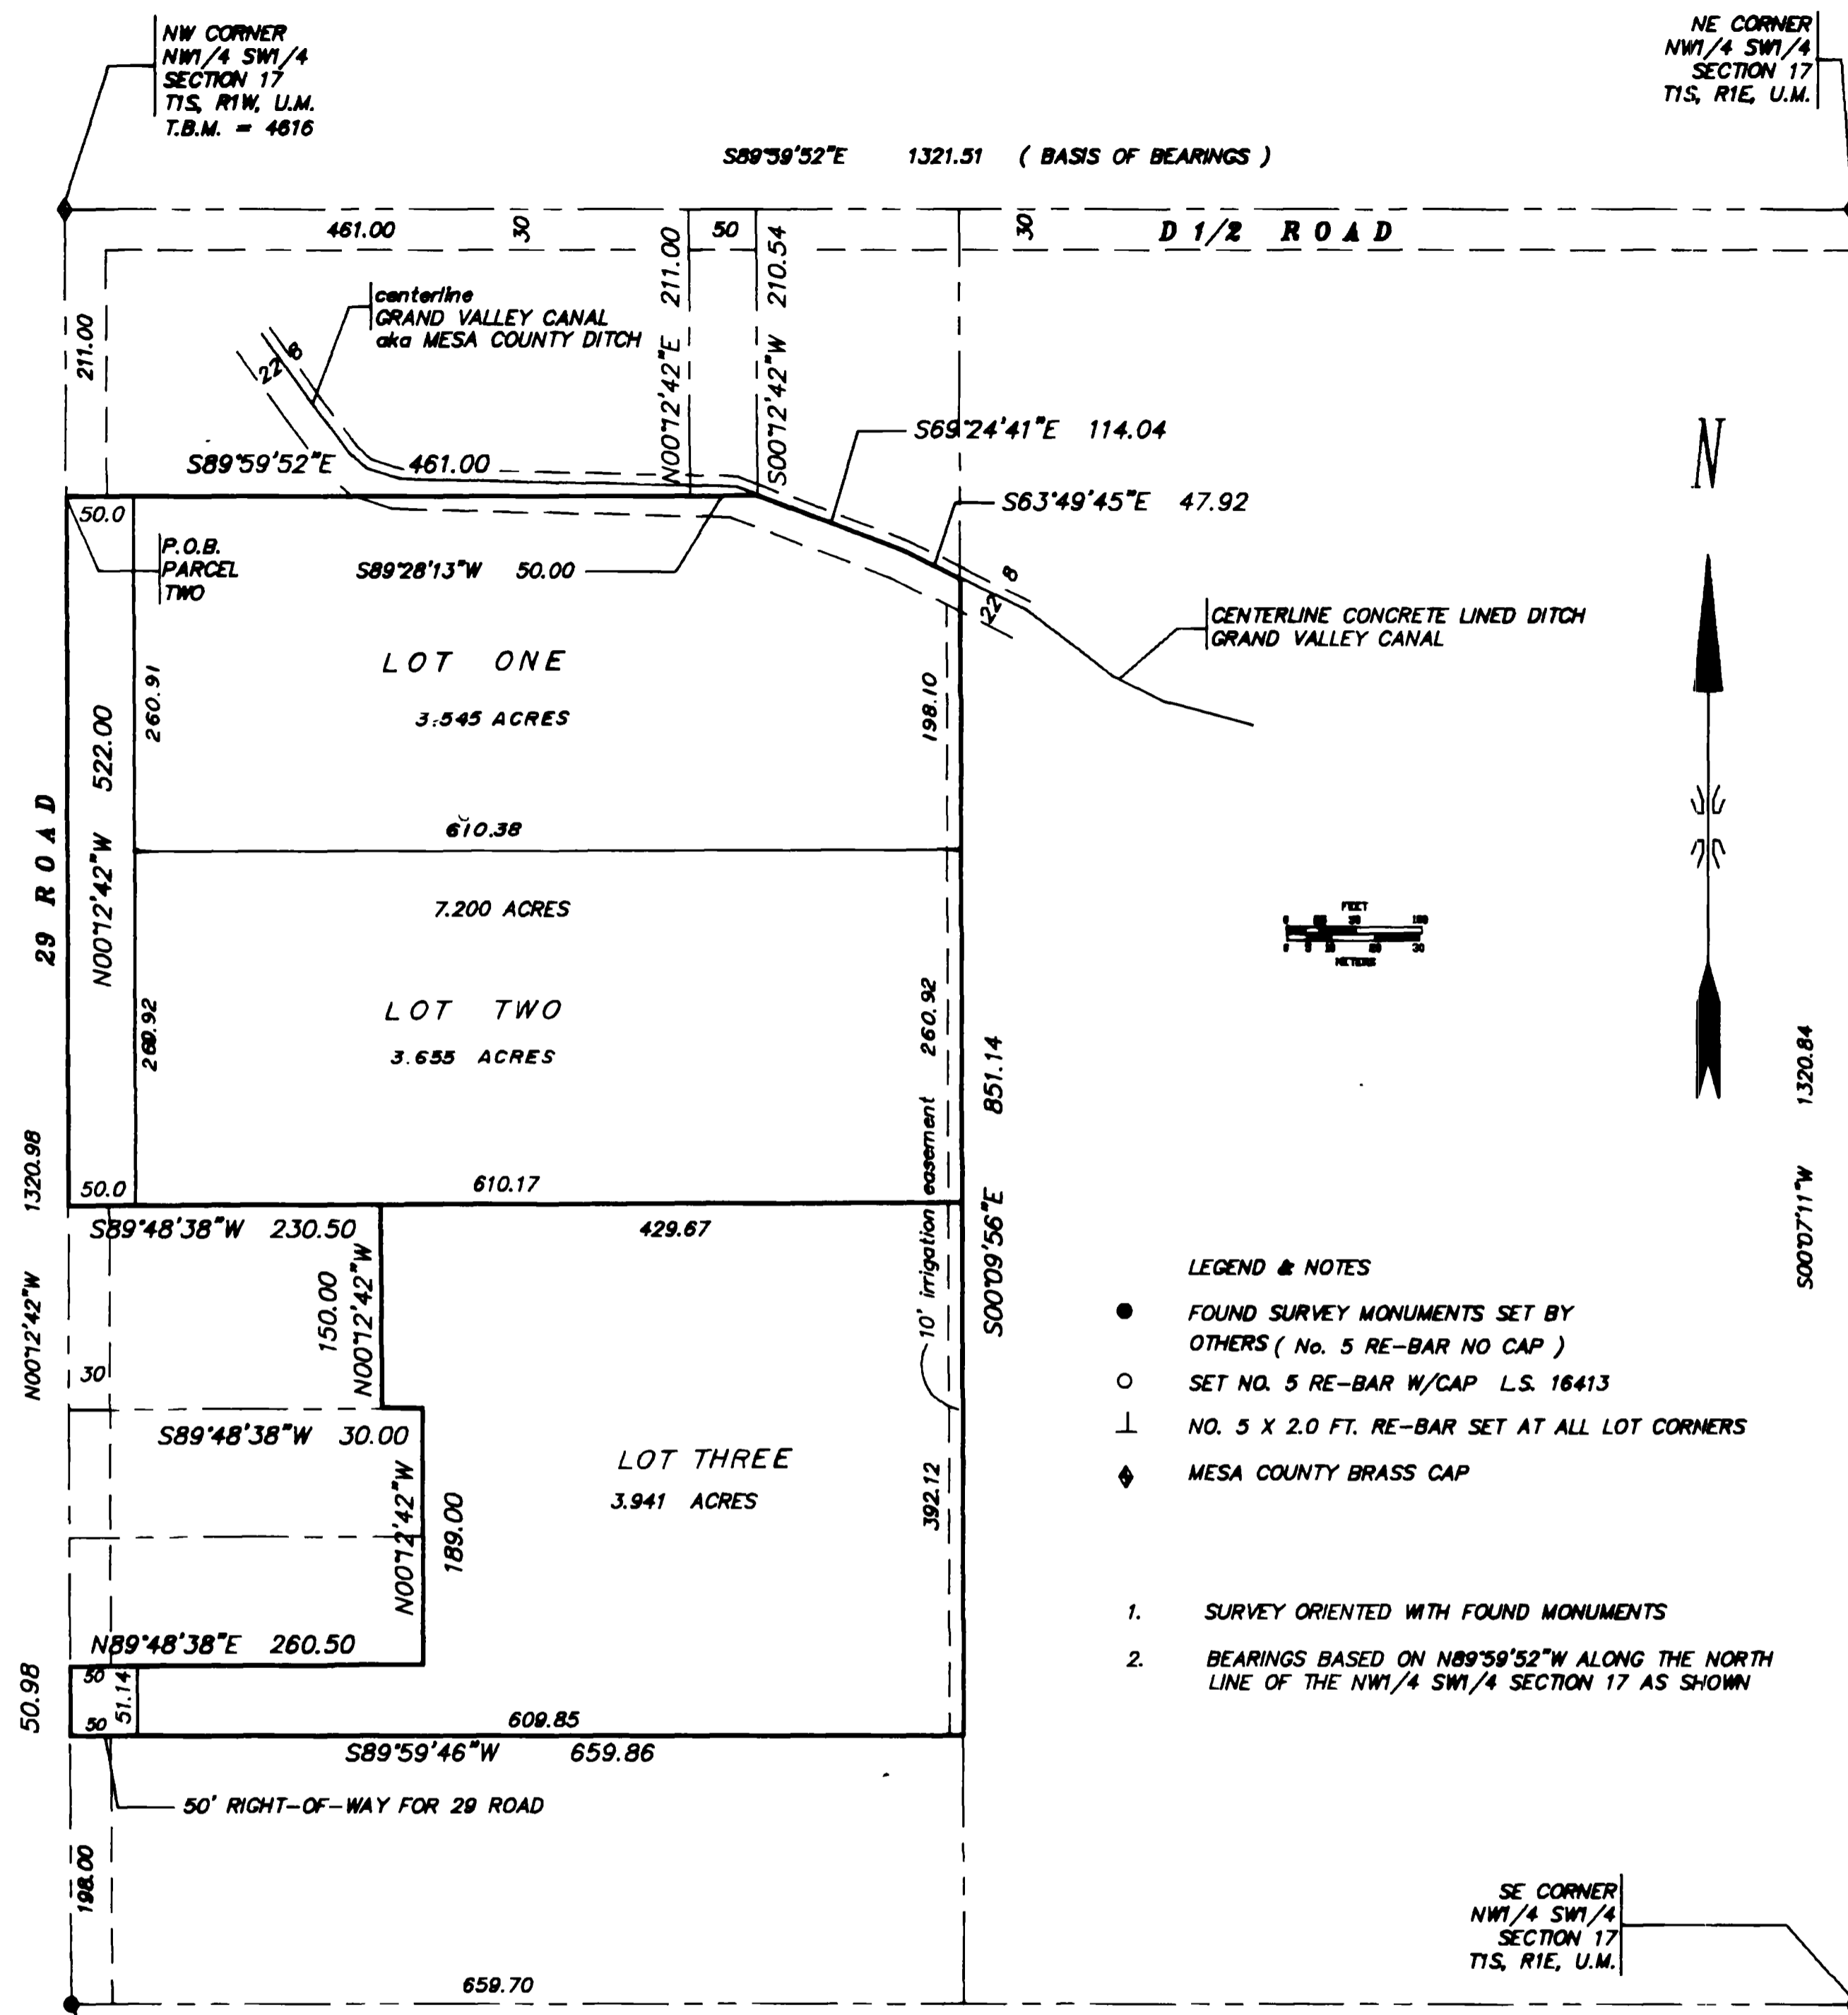 NW CORNER
NW1/4 SW1/4
SECTION 17
T1S, R1W, U.M.
T.B.M. = 4616
NE CORNER
NW1/4 SW1/4
SECTION 17
T1S, R1E, U.M.
S89°59'52"E 1321.51 ( BASIS OF BEARINGS )
461.00
30
50
30
D 1/2 ROAD
211.00
N00°12'42"E 211.00
S00°12'42"W 210.54
centerline
GRAND VALLEY CANAL
aka MESA COUNTY DITCH
22
8
S89°59'52"E 461.00
S69°24'41"E 114.04
S63°49'45"E 47.92
50.0
P.O.B.
PARCEL
TWO
S89°28'13"W 50.00
8
22
CENTERLINE CONCRETE LINED DITCH
GRAND VALLEY CANAL
N
LOT ONE
3.545 ACRES
260.91
198.10
N00°12'42"W 522.00
29 ROAD
610.38
7.200 ACRES
LOT TWO
3.655 ACRES
260.92
260.92
FEET
0 100
0 30
METERS
851.14
S00°09'56"E
1320.84
S00°07'11"W
1320.98
N00°12'42"W
50.0
610.17
S89°48'38"W 230.50
429.67
10' irrigation easement
150.00
N00°12'42"W
30
S89°48'38"W 30.00
LOT THREE
3.941 ACRES
392.12
N00°12'42"W
189.00
N89°48'38"E 260.50
50.98
50
51.14
50
609.85
S89°59'46"W 659.86
50' RIGHT-OF-WAY FOR 29 ROAD
198.00
659.70
LEGEND & NOTES
FOUND SURVEY MONUMENTS SET BY
OTHERS ( No. 5 RE-BAR NO CAP )
SET NO. 5 RE-BAR W/CAP L.S. 16413
NO. 5 X 2.0 FT. RE-BAR SET AT ALL LOT CORNERS
MESA COUNTY BRASS CAP
1. SURVEY ORIENTED WITH FOUND MONUMENTS
2. BEARINGS BASED ON N89°59'52"W ALONG THE NORTH
LINE OF THE NW1/4 SW1/4 SECTION 17 AS SHOWN
SE CORNER
NW1/4 SW1/4
SECTION 17
T1S, R1E, U.M.